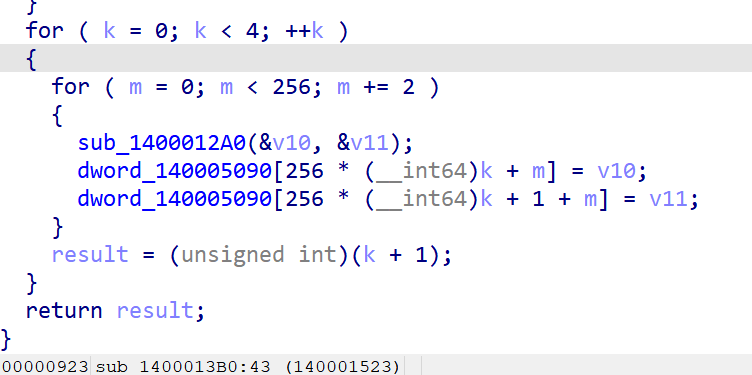 }
for ( k = 0; k < 4; ++k )
{
for ( m = 0; m < 256; m += 2 )
{
sub_1400012A0(&v10, &v11);
dword_140005090[256 * (__int64)k + m] = v10;
dword_140005090[256 * (__int64)k + 1 + m] = v11;
}
result = (unsigned int)(k + 1);
}
return result;
}
00000923 sub 1400013B0:43 (140001523)